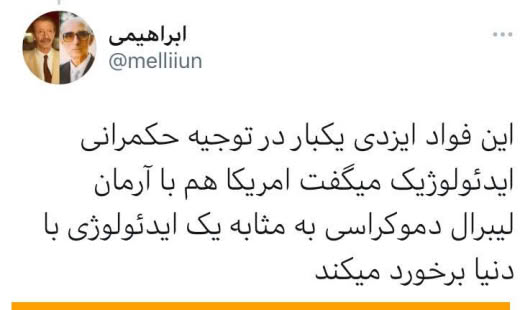 ابراهیمی
@melliiun
این فواد ایزدی یکبار در توجیه حکمرانی
ایدئولوژیک میگفت امریکا هم با آرمان
لیبرال دموکراسی به مثابه یک ایدئولوژی با
دنیا برخورد میکند